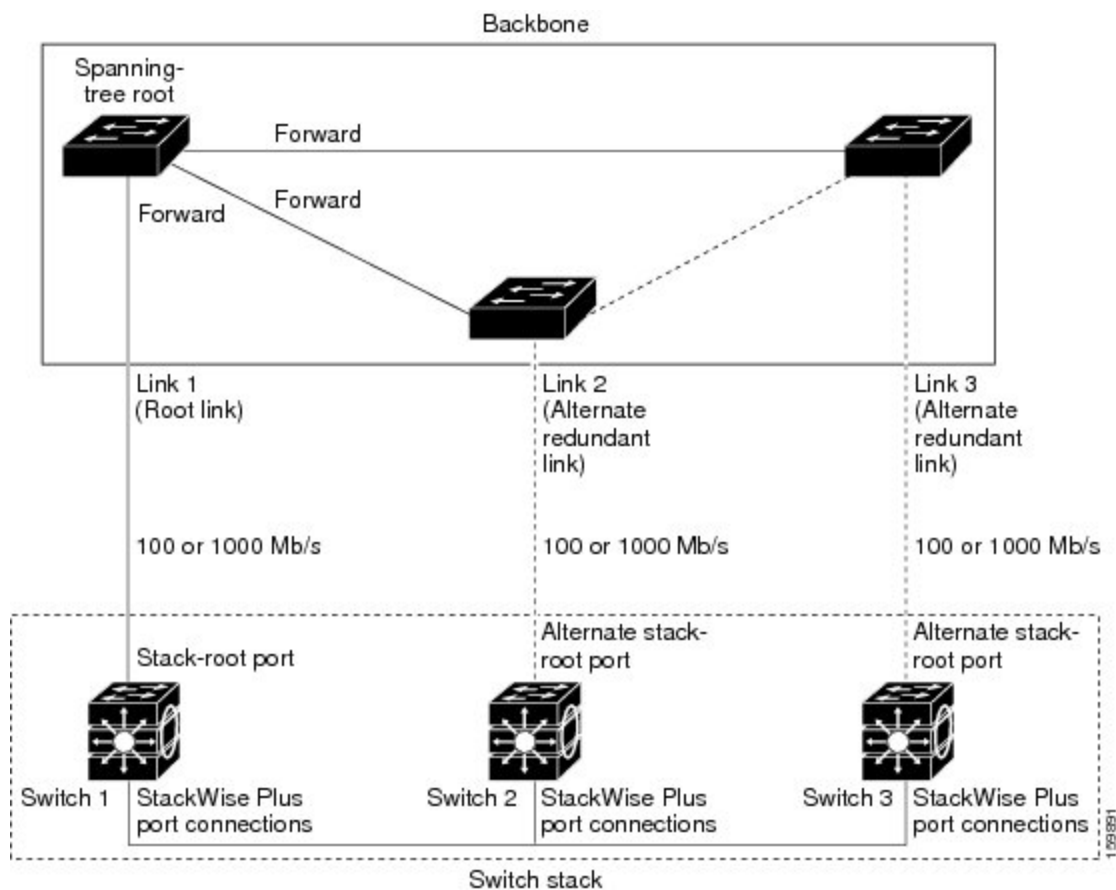 Backbone
Spanning-
tree root
Forward
Forward
Forward
Link 1
(Root link)
Link 2
(Alternate
redundant
link)
Link 3
(Alternate
redundant
link)
100 or 1000 Mb/s
100 or 1000 Mb/s
100 or 1000 Mb/s
Stack-root port
Alternate stack-
root port
Alternate stack-
root port
Switch 1
StackWise Plus
port connections
Switch 2
StackWise Plus
port connections
Switch 3
StackWise Plus
port connections
159891
Switch stack